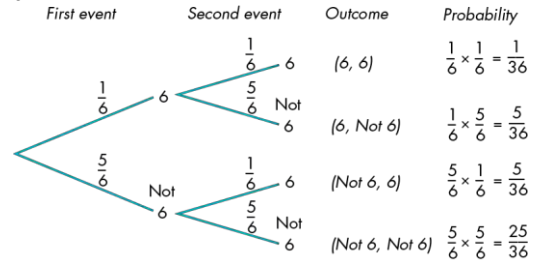 First event Second event Outcome Probability
1/6 6 (6, 6) 1/6 × 1/6 = 1/36
1/6 6 5/6 Not
6 (6, Not 6) 1/6 × 5/6 = 5/36
5/6 Not 1/6 6 (Not 6, 6) 5/6 × 1/6 = 5/36
6 5/6 Not
6 (Not 6, Not 6) 5/6 × 5/6 = 25/36